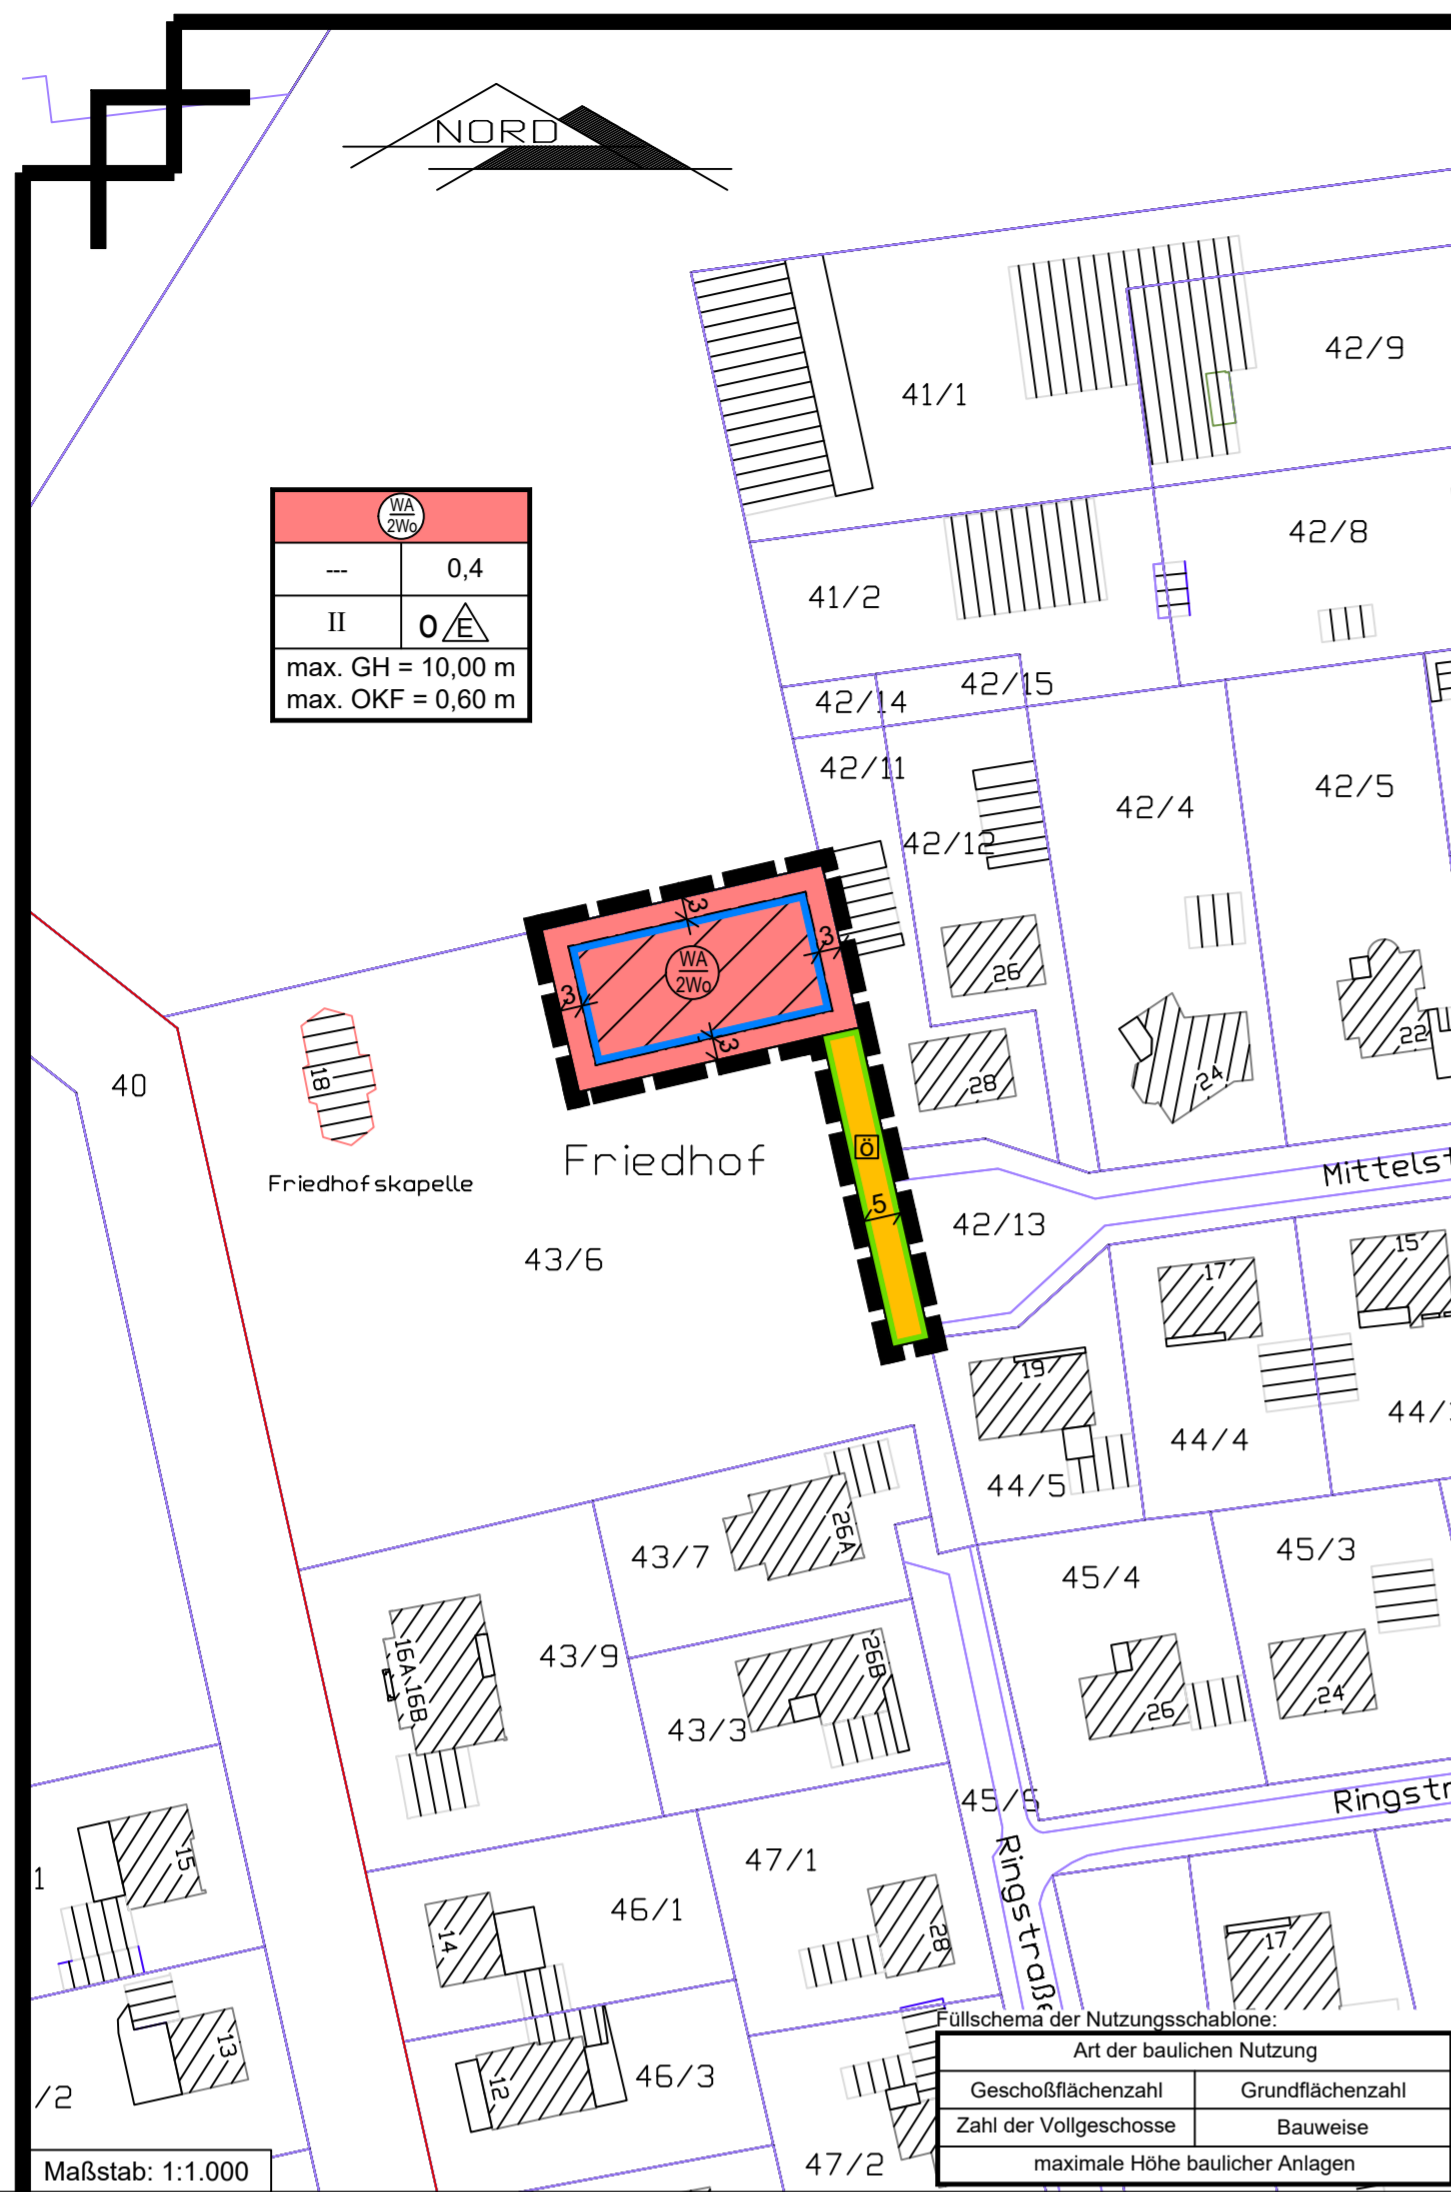 NORD
42/9
41/1
WA
2Wo
---
0,4
II
O
E
max. GH = 10,00 m
max. OKF = 0,60 m
42/8
41/2
42/15
42/14
42/11
42/5
42/4
42/12
3
3
WA
2Wo
3
3
26
22
28
24
18
40
Friedhof
Friedhofskapelle
Ö
5
Mittelst
42/13
43/6
17
15
19
44/4
44/5
43/7
26A
45/4
45/3
43/9
16A
16B
26B
43/3
26
24
45/5
Ringstr
Ringstraße
15
1
47/1
46/1
14
28
17
13
12
46/3
/2
47/2
Füllschema der Nutzungsschablone:
Art der baulichen Nutzung
Geschoßflächenzahl
Grundflächenzahl
Zahl der Vollgeschosse
Bauweise
maximale Höhe baulicher Anlagen
Maßstab: 1:1.000